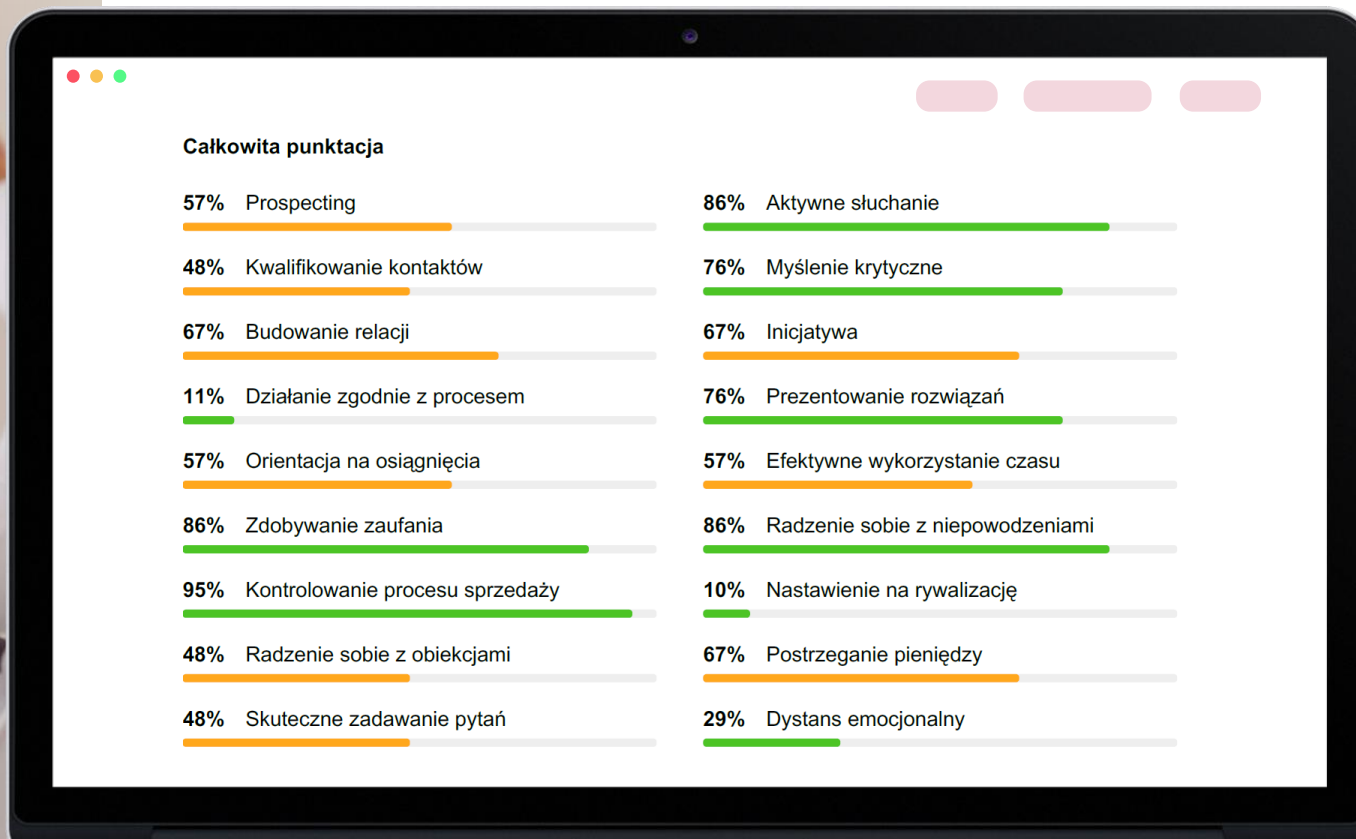 Całkowita punktacja
57% Prospecting
48% Kwalifikowanie kontaktów
67% Budowanie relacji
11% Działanie zgodnie z procesem
57% Orientacja na osiągnięcia
86% Zdobywanie zaufania
95% Kontrolowanie procesu sprzedaży
48% Radzenie sobie z obiekcjami
48% Skuteczne zadawanie pytań
86% Aktywne słuchanie
76% Myślenie krytyczne
67% Inicjatywa
76% Prezentowanie rozwiązań
57% Efektywne wykorzystanie czasu
86% Radzenie sobie z niepowodzeniami
10% Nastawienie na rywalizację
67% Postrzeganie pieniędzy
29% Dystans emocjonalny